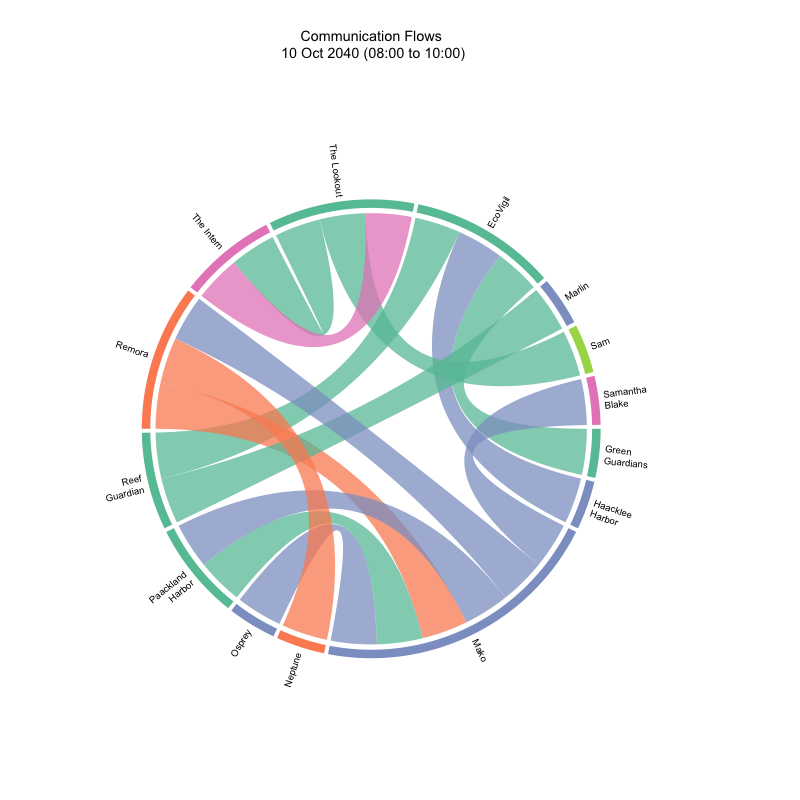 Communication Flows
10 Oct 2040 (08:00 to 10:00)
The Lookout
EcoVigil
Marlin
Sam
Samantha
Blake
Green
Guardians
Haacklee
Harbor
Mako
Neptune
Osprey
Paackland
Harbor
Reef
Guardian
Remora
The Intern